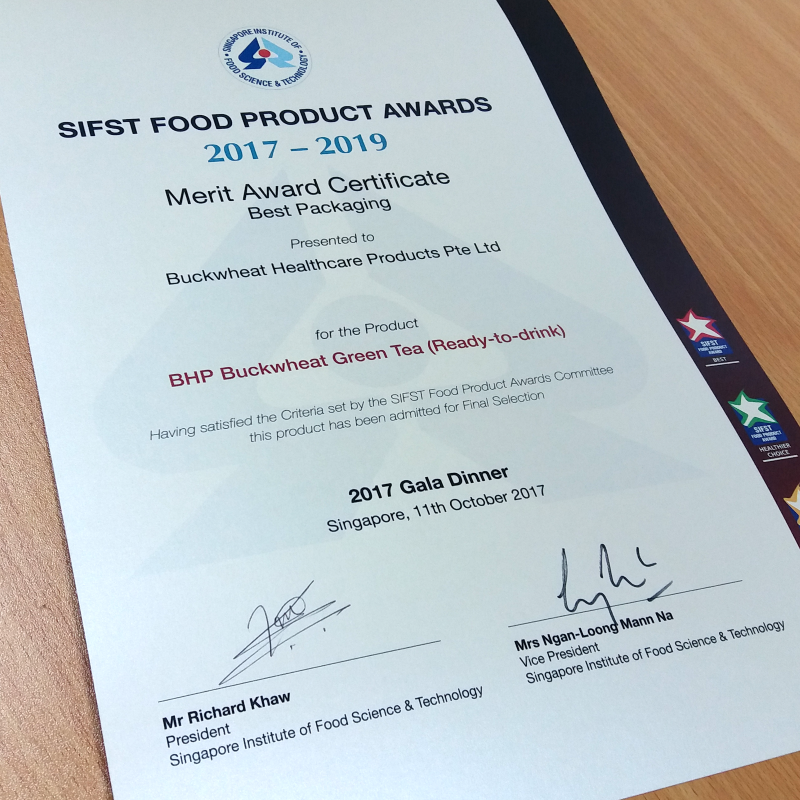 SINGAPORE INSTITUTE OF
FOOD SCIENCE & TECHNOLOGY
SIFST FOOD PRODUCT AWARDS
2017 – 2019
Merit Award Certificate
Best Packaging
Presented to
Buckwheat Healthcare Products Pte Ltd
for the Product
BHP Buckwheat Green Tea (Ready-to-drink)
Having satisfied the Criteria set by the SIFST Food Product Awards Committee
this product has been admitted for Final Selection
2017 Gala Dinner
Singapore, 11th October 2017
Mr Richard Khaw
President
Singapore Institute of Food Science & Technology
Mrs Ngan-Loong Mann Na
Vice President
Singapore Institute of Food Science & Technology
SIFST
FOOD PRODUCT
AWARD
BEST
SIFST
FOOD PRODUCT
AWARD
HEALTHIER
CHOICE